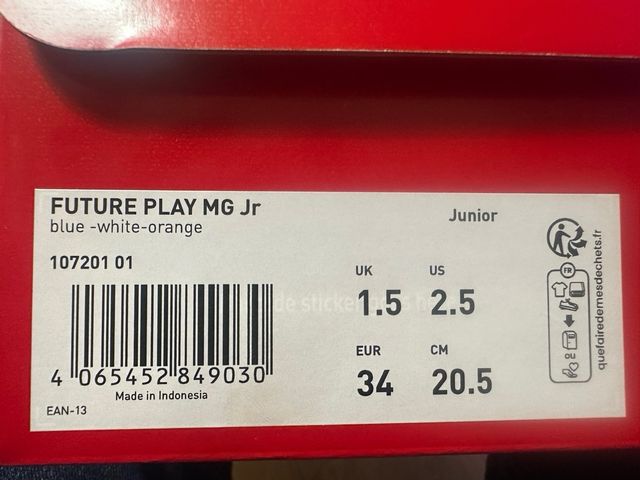 FUTURE PLAY MG Jr
blue -white-orange
Junior
107201 01
UK US
1.5 2.5
EUR CM
34 20.5
4 065452 849030
Made in Indonesia
EAN-13
FR
quefairedemesdechets.fr